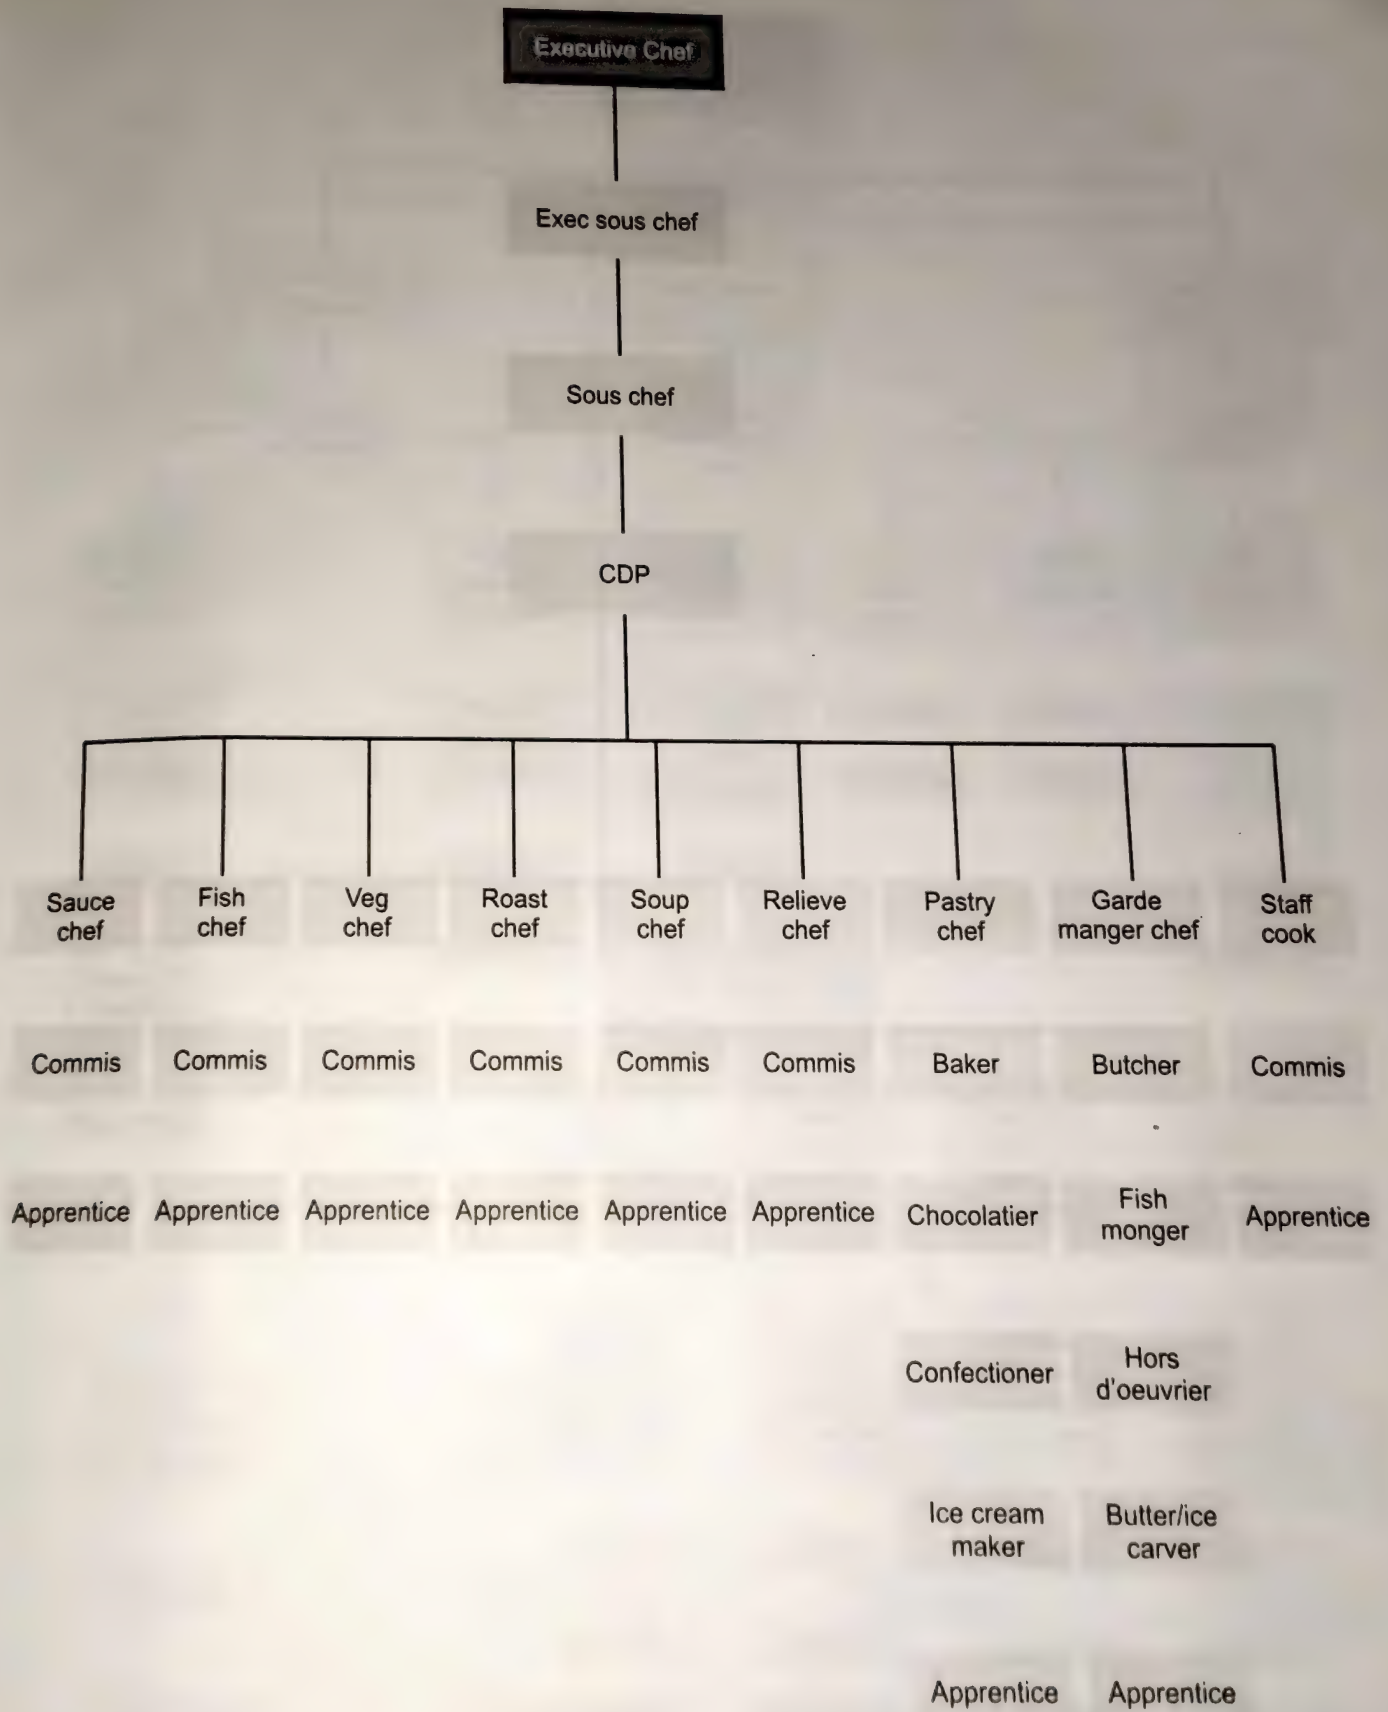 Executive Chef
Exec sous chef
Sous chef
CDP
Sauce
chef
Fish
chef
Veg
chef
Roast
chef
Soup
chef
Relieve
chef
Pastry
chef
Garde
manger chef
Staff
cook
Commis
Commis
Commis
Commis
Commis
Commis
Baker
Butcher
Commis
Apprentice
Apprentice
Apprentice
Apprentice
Apprentice
Apprentice
Chocolatier
Fish
monger
Apprentice
Confectioner
Hors
d'oeuvrier
Ice cream
maker
Butter/ice
carver
Apprentice
Apprentice